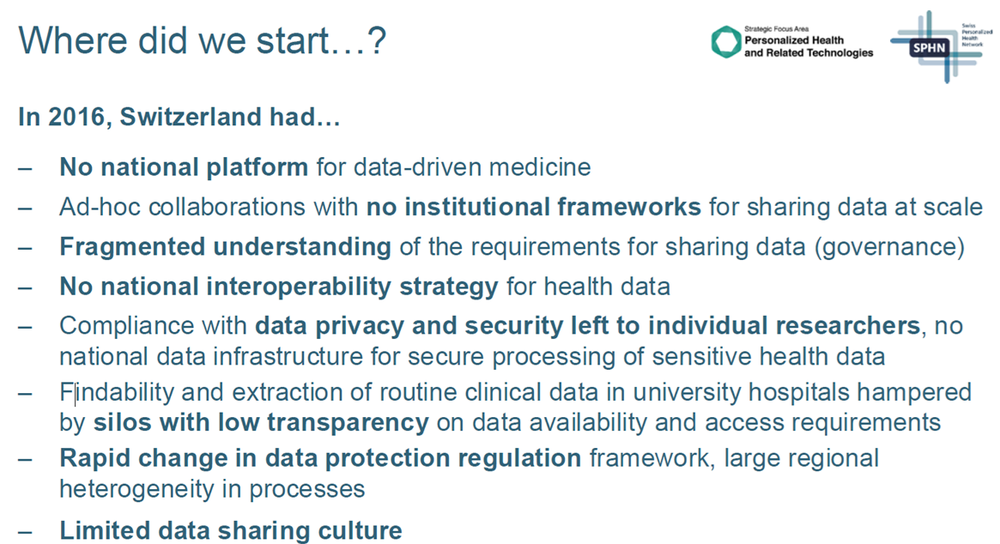 Where did we start…?
Strategic Focus Area
Personalized Health
and Related Technologies
SPHN
Swiss
Personalized
Health
Network
In 2016, Switzerland had…
– No national platform for data-driven medicine
– Ad-hoc collaborations with no institutional frameworks for sharing data at scale
– Fragmented understanding of the requirements for sharing data (governance)
– No national interoperability strategy for health data
– Compliance with data privacy and security left to individual researchers, no
national data infrastructure for secure processing of sensitive health data
– Findability and extraction of routine clinical data in university hospitals hampered
by silos with low transparency on data availability and access requirements
– Rapid change in data protection regulation framework, large regional
heterogeneity in processes
– Limited data sharing culture